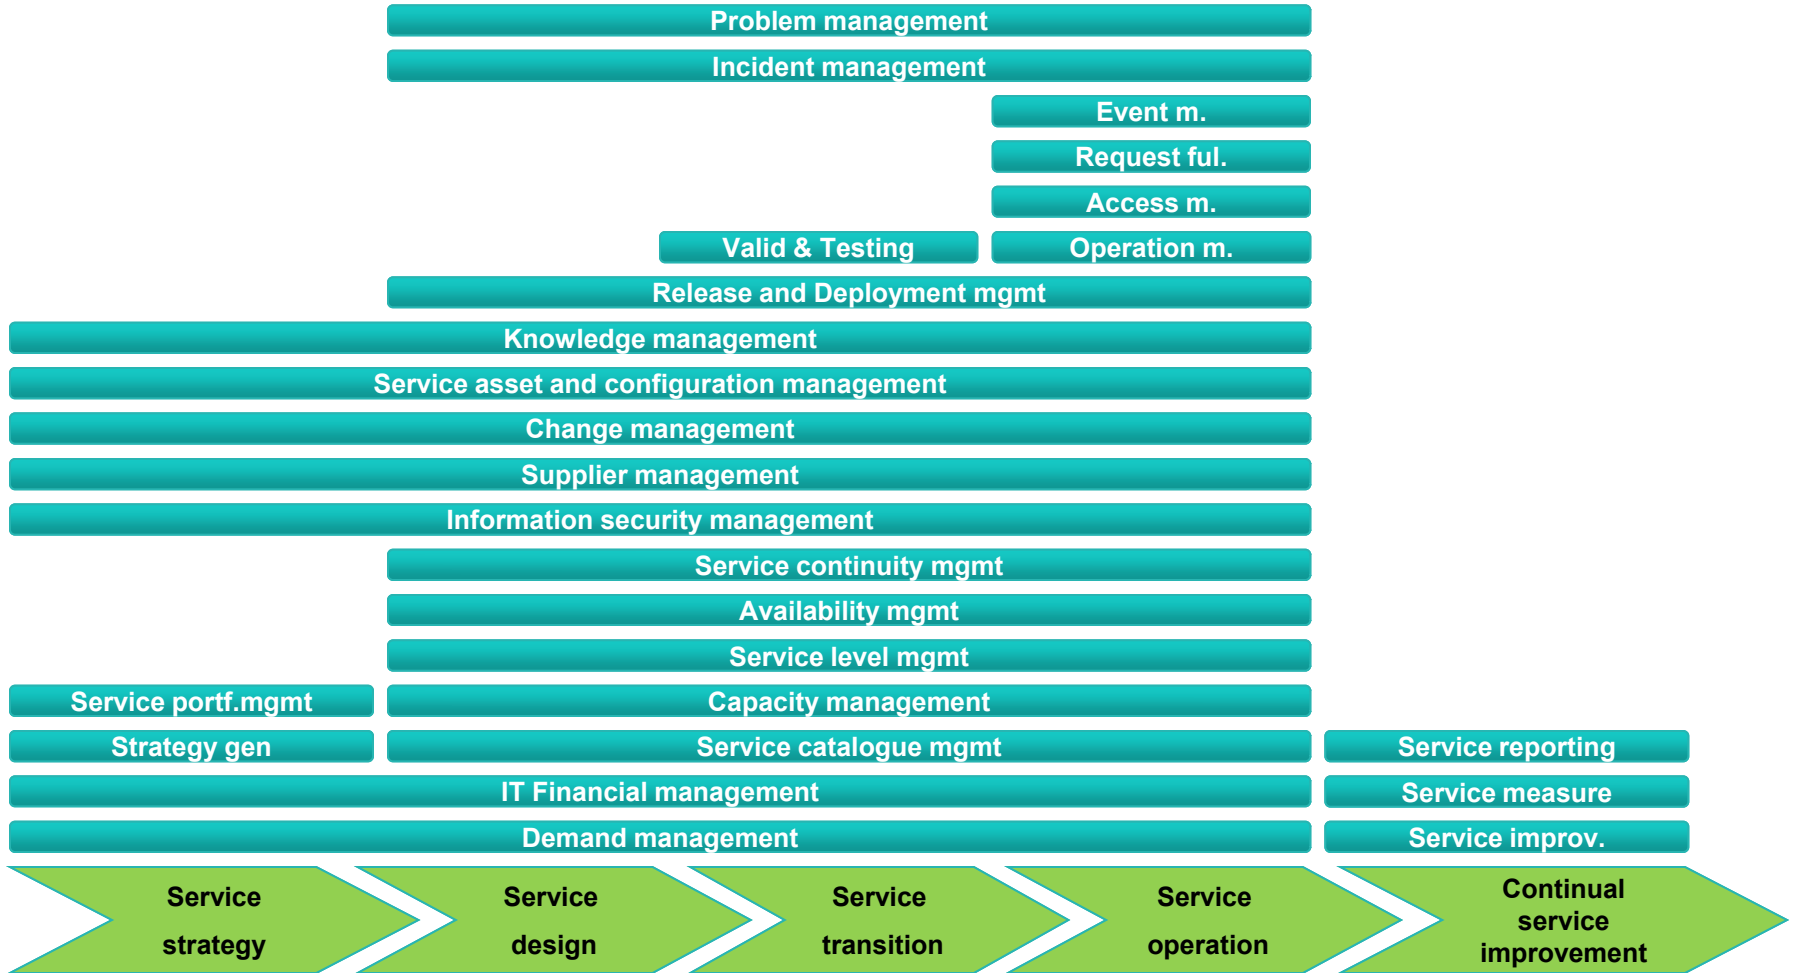 Problem management
Incident management
Event m.
Request ful.
Access m.
Valid & Testing
Operation m.
Release and Deployment mgmt
Knowledge management
Service asset and configuration management
Change management
Supplier management
Information security management
Service continuity mgmt
Availability mgmt
Service level mgmt
Service portf.mgmt
Capacity management
Strategy gen
Service catalogue mgmt
Service reporting
IT Financial management
Service measure
Demand management
Service improv.
Service
strategy
Service
design
Service
transition
Service
operation
Continual
service
improvement